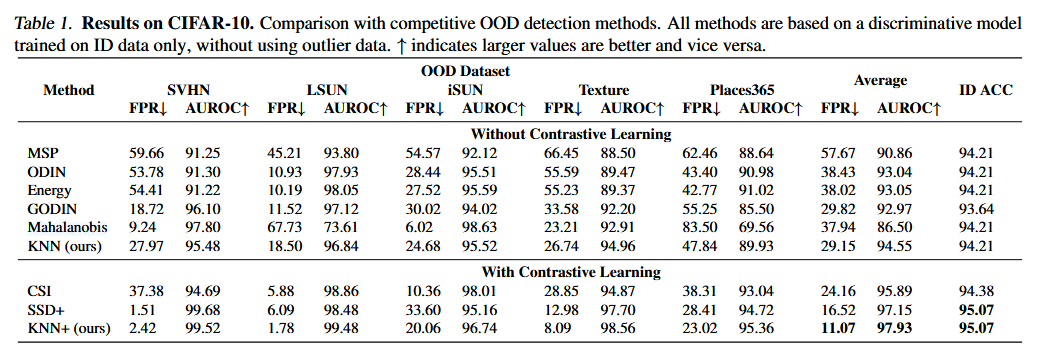 Table 1. Results on CIFAR-10. Comparison with competitive OOD detection methods. All methods are based on a discriminative model
trained on ID data only, without using outlier data. ↑ indicates larger values are better and vice versa.
OOD Dataset
Method SVHN LSUN iSUN Texture Places365 Average ID ACC
FPR↓ AUROC↑ FPR↓ AUROC↑ FPR↓ AUROC↑ FPR↓ AUROC↑ FPR↓ AUROC↑ FPR↓ AUROC↑
Without Contrastive Learning
MSP 59.66 91.25 45.21 93.80 54.57 92.12 66.45 88.50 62.46 88.64 57.67 90.86 94.21
ODIN 53.78 91.30 10.93 97.93 28.44 95.51 55.59 89.47 43.40 90.98 38.43 93.04 94.21
Energy 54.41 91.22 10.19 98.05 27.52 95.59 55.23 89.37 42.77 91.02 38.02 93.05 94.21
GODIN 18.72 96.10 11.52 97.12 30.02 94.02 33.58 92.20 55.25 85.50 29.82 92.97 93.64
Mahalanobis 9.24 97.80 67.73 73.61 6.02 98.63 23.21 92.91 83.50 69.56 37.94 86.50 94.21
KNN (ours) 27.97 95.48 18.50 96.84 24.68 95.52 26.74 94.96 47.84 89.93 29.15 94.55 94.21
With Contrastive Learning
CSI 37.38 94.69 5.88 98.86 10.36 98.01 28.85 94.87 38.31 93.04 24.16 95.89 94.38
SSD+ 1.51 99.68 6.09 98.48 33.60 95.16 12.98 97.70 28.41 94.72 16.52 97.15 95.07
KNN+ (ours) 2.42 99.52 1.78 99.48 20.06 96.74 8.09 98.56 23.02 95.36 11.07 97.93 95.07